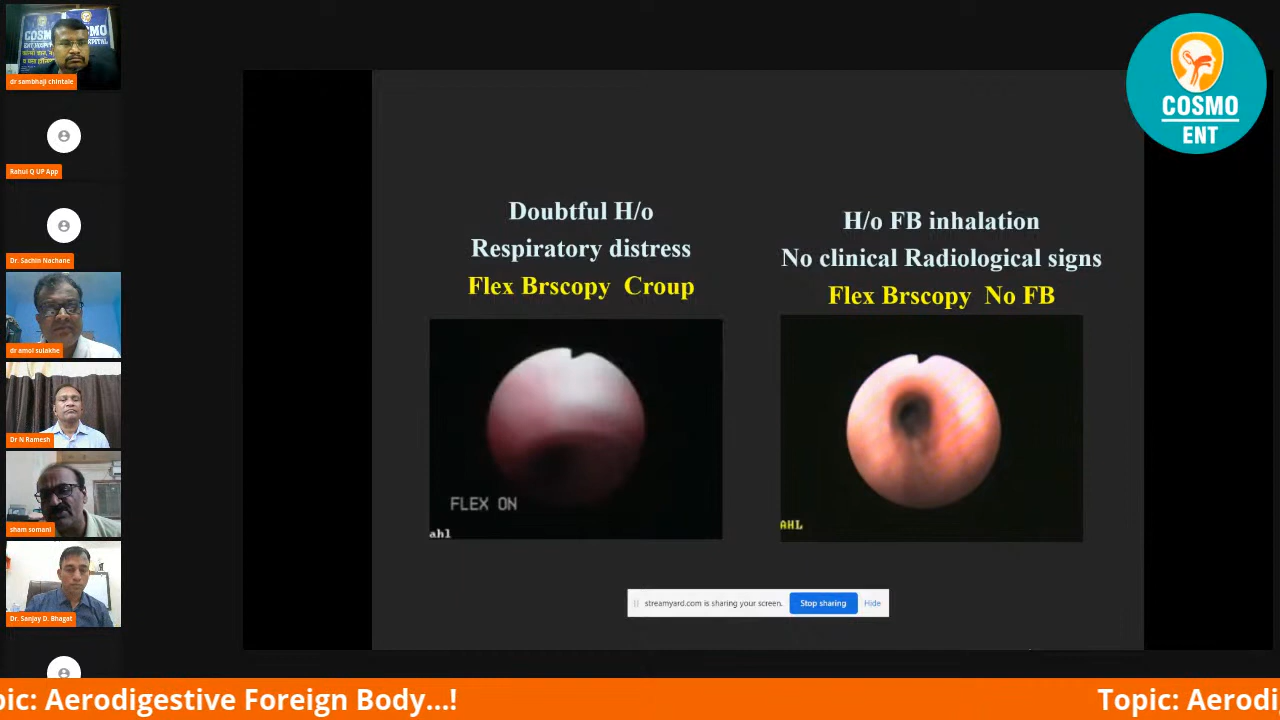 COSMO
dr sambhaji chintale
Rahul Q UP App
Dr. Sachin Nachane
dr amol sulakhe
Dr N Ramesh
sham somani
Dr. Sanjay D. Bhagat
COSMO
ENT
Doubtful H/o
Respiratory distress
Flex Brscopy Croup
FLEX ON
ahl
H/o FB inhalation
No clinical Radiological signs
Flex Brscopy No FB
AHL
streamyard.com is sharing your screen.
Stop sharing
Hide
pic: Aerodigestive Foreign Body...!
Topic: Aerodi